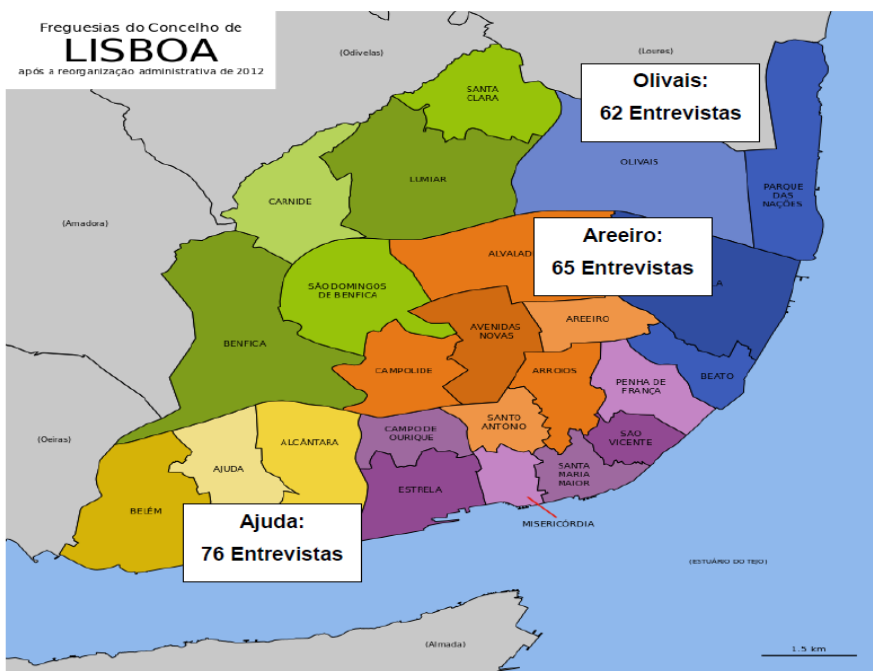 Freguesias do Concelho de
LISBOA
após a reorganização administrativa de 2012
(Odivelas)
(Loures)
Olivais:
62 Entrevistas
SANTA
CLARA
OLIVAIS
LUMIAR
PARQUE
DAS
NAÇÕES
CARNIDE
(Amadora)
Areeiro:
65 Entrevistas
ALVALAD
LA
SÃO DOMINGOS
DE BENFICA
AREEIRO
AVENIDAS
NOVAS
BENFICA
CAMPOLIDE
ARROIOS
PENHA DE
FRANÇA
BEATO
(Oeiras)
ALCÂNTARA
CAMPO DE
OURIQUE
SANTO
ANTÓNIO
SÃO
VICENTE
AJUDA
SANTA
MARIA
MAIOR
ESTRELA
BELÉM
Ajuda:
76 Entrevistas
MISERICÓRDIA
(ESTUÁRIO DO TEJO)
(Almada)
1.5 km